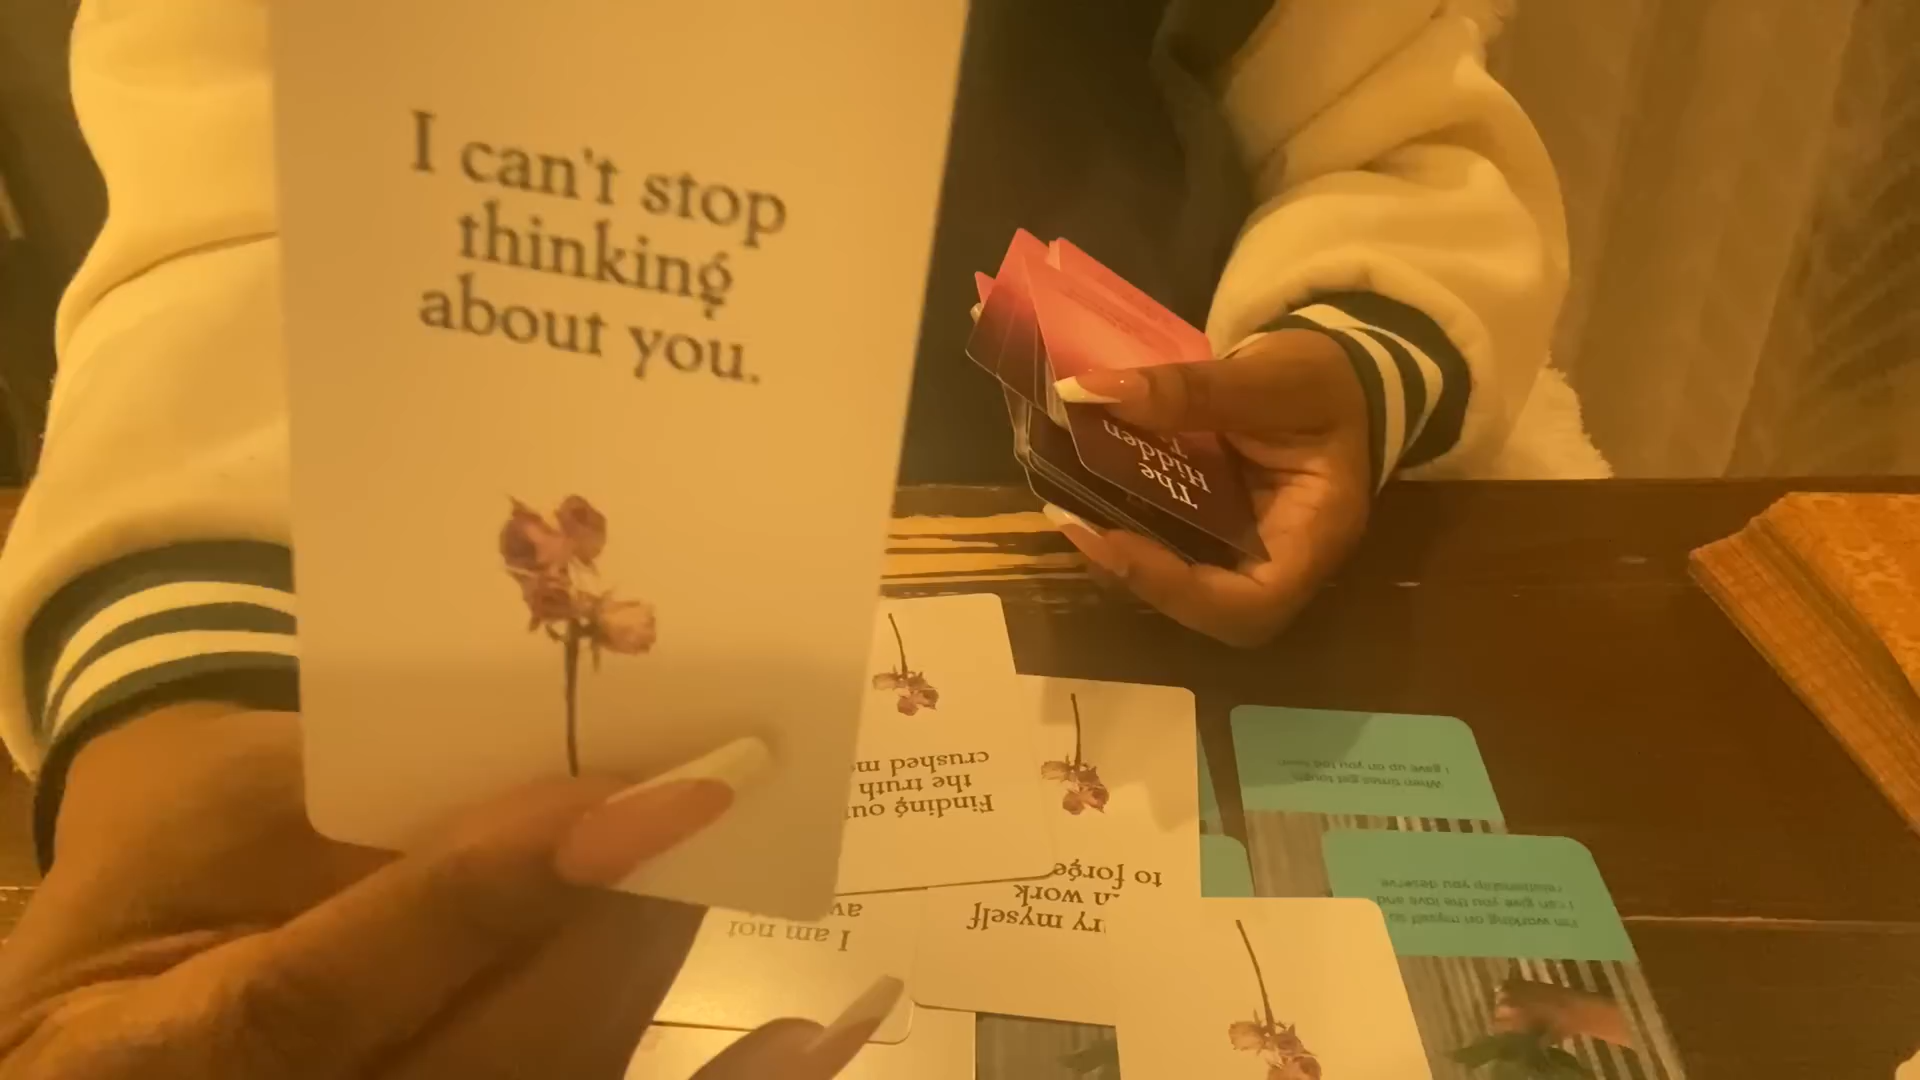 I can't stop
thinking
about you.
The
Hidden
Finding ou
the truth
crushed me
to forge
n work
ry myself
I am not
aw
When times get tough,
I gave up on you too soon
I'm working on myself so
I can give you the love and
relationship you deserve